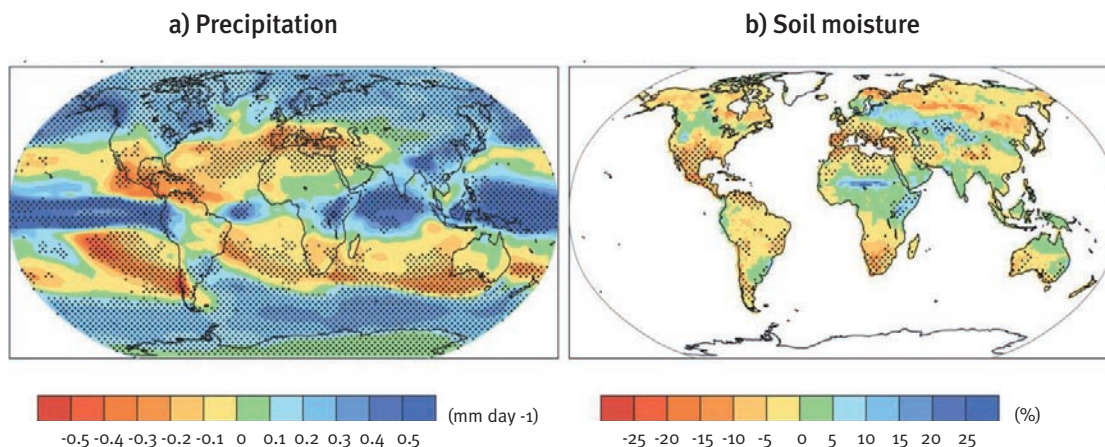 a) Precipitation
b) Soil moisture
(mm day -1)
-0.5 -0.4 -0.3 -0.2 -0.1 0 0.1 0.2 0.3 0.4 0.5
(%)
-25 -20 -15 -10 -5 0 5 10 15 20 25